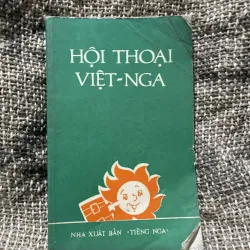 HỘI THOẠI
VIỆT-NGA
NHÀ XUẤT BẢN «TIẾNG NGA»